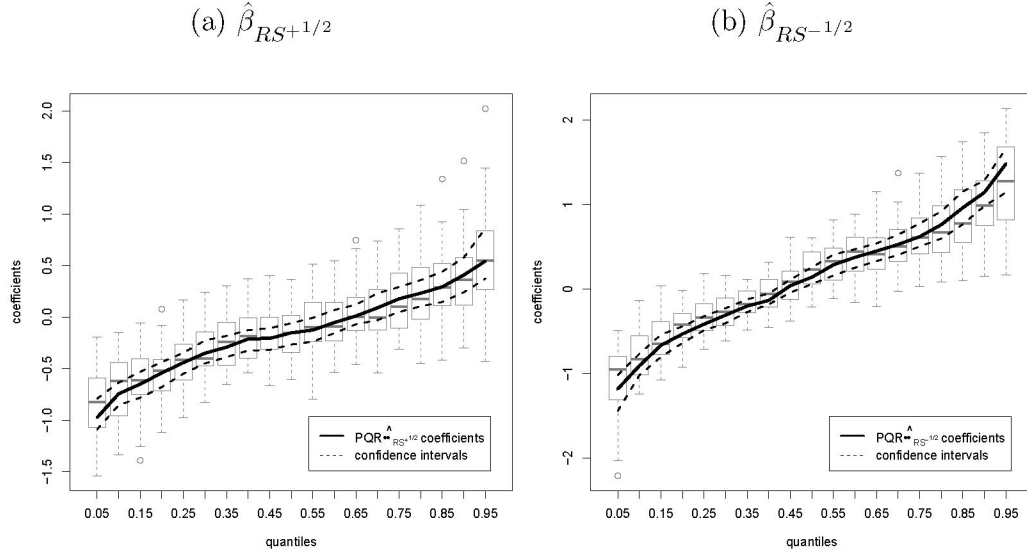 (a) β̂_{RS^{+1/2}}
(b) β̂_{RS^{-1/2}}
2.0
1.5
1.0
0.5
0.0
-0.5
-1.0
-1.5
coefficients
PQR ••^ RS+1/2 coefficients
confidence intervals
0.05 0.15 0.25 0.35 0.45 0.55 0.65 0.75 0.85 0.95
quantiles
2
1
0
-1
-2
coefficients
PQR ••^ RS-1/2 coefficients
confidence intervals
0.05 0.15 0.25 0.35 0.45 0.55 0.65 0.75 0.85 0.95
quantiles